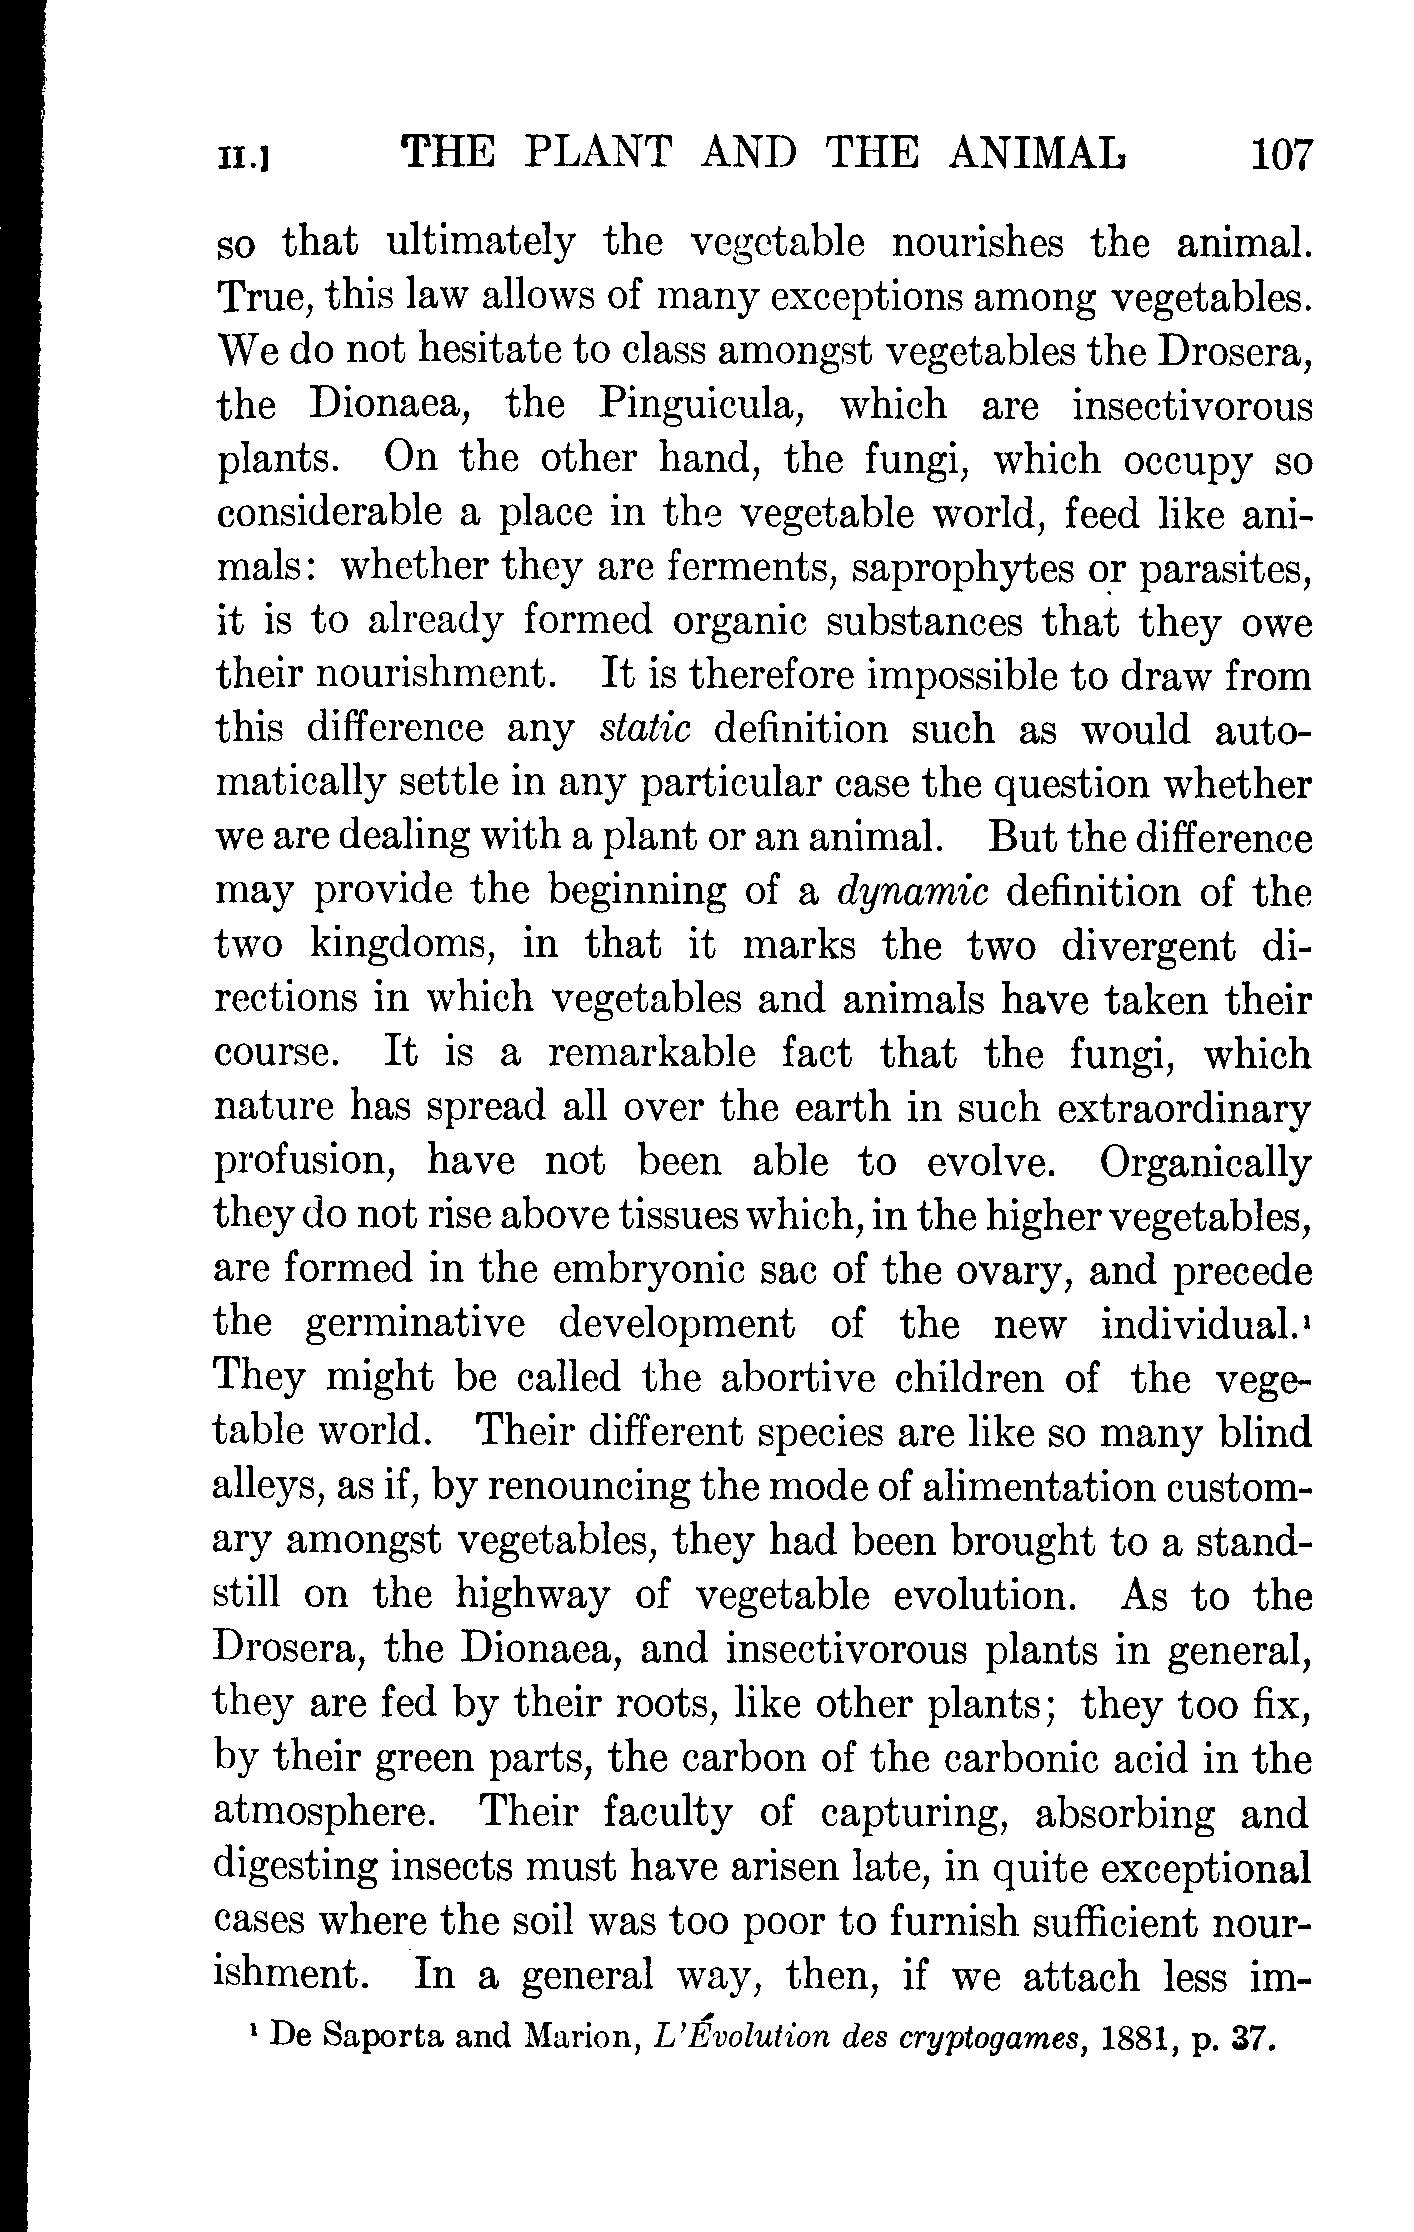 II.] THE PLANT AND THE ANIMAL 107
so that ultimately the vegetable nourishes the animal.
True, this law allows of many exceptions among vegetables.
We do not hesitate to class amongst vegetables the Drosera,
the Dionaea, the Pinguicula, which are insectivorous
plants. On the other hand, the fungi, which occupy so
considerable a place in the vegetable world, feed like ani-
mals: whether they are ferments, saprophytes or parasites,
it is to already formed organic substances that they owe
their nourishment. It is therefore impossible to draw from
this difference any static definition such as would auto-
matically settle in any particular case the question whether
we are dealing with a plant or an animal. But the difference
may provide the beginning of a dynamic definition of the
two kingdoms, in that it marks the two divergent di-
rections in which vegetables and animals have taken their
course. It is a remarkable fact that the fungi, which
nature has spread all over the earth in such extraordinary
profusion, have not been able to evolve. Organically
they do not rise above tissues which, in the higher vegetables,
are formed in the embryonic sac of the ovary, and precede
the germinative development of the new individual.¹
They might be called the abortive children of the vege-
table world. Their different species are like so many blind
alleys, as if, by renouncing the mode of alimentation custom-
ary amongst vegetables, they had been brought to a stand-
still on the highway of vegetable evolution. As to the
Drosera, the Dionaea, and insectivorous plants in general,
they are fed by their roots, like other plants; they too fix,
by their green parts, the carbon of the carbonic acid in the
atmosphere. Their faculty of capturing, absorbing and
digesting insects must have arisen late, in quite exceptional
cases where the soil was too poor to furnish sufficient nour-
ishment. In a general way, then, if we attach less im-
¹ De Saporta and Marion, L'Évolution des cryptogames, 1881, p. 37.